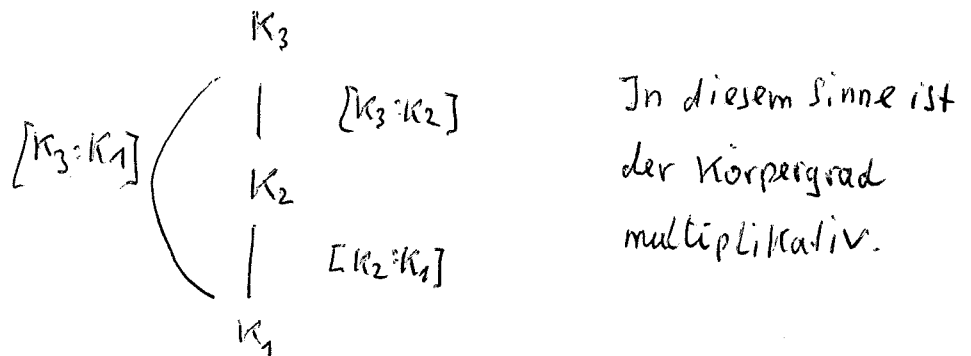 K₃
[K₃:K₂]
[K₃:K₁]
K₂
[K₂:K₁]
K₁
In diesem Sinne ist
der Körpergrad
multiplikativ.